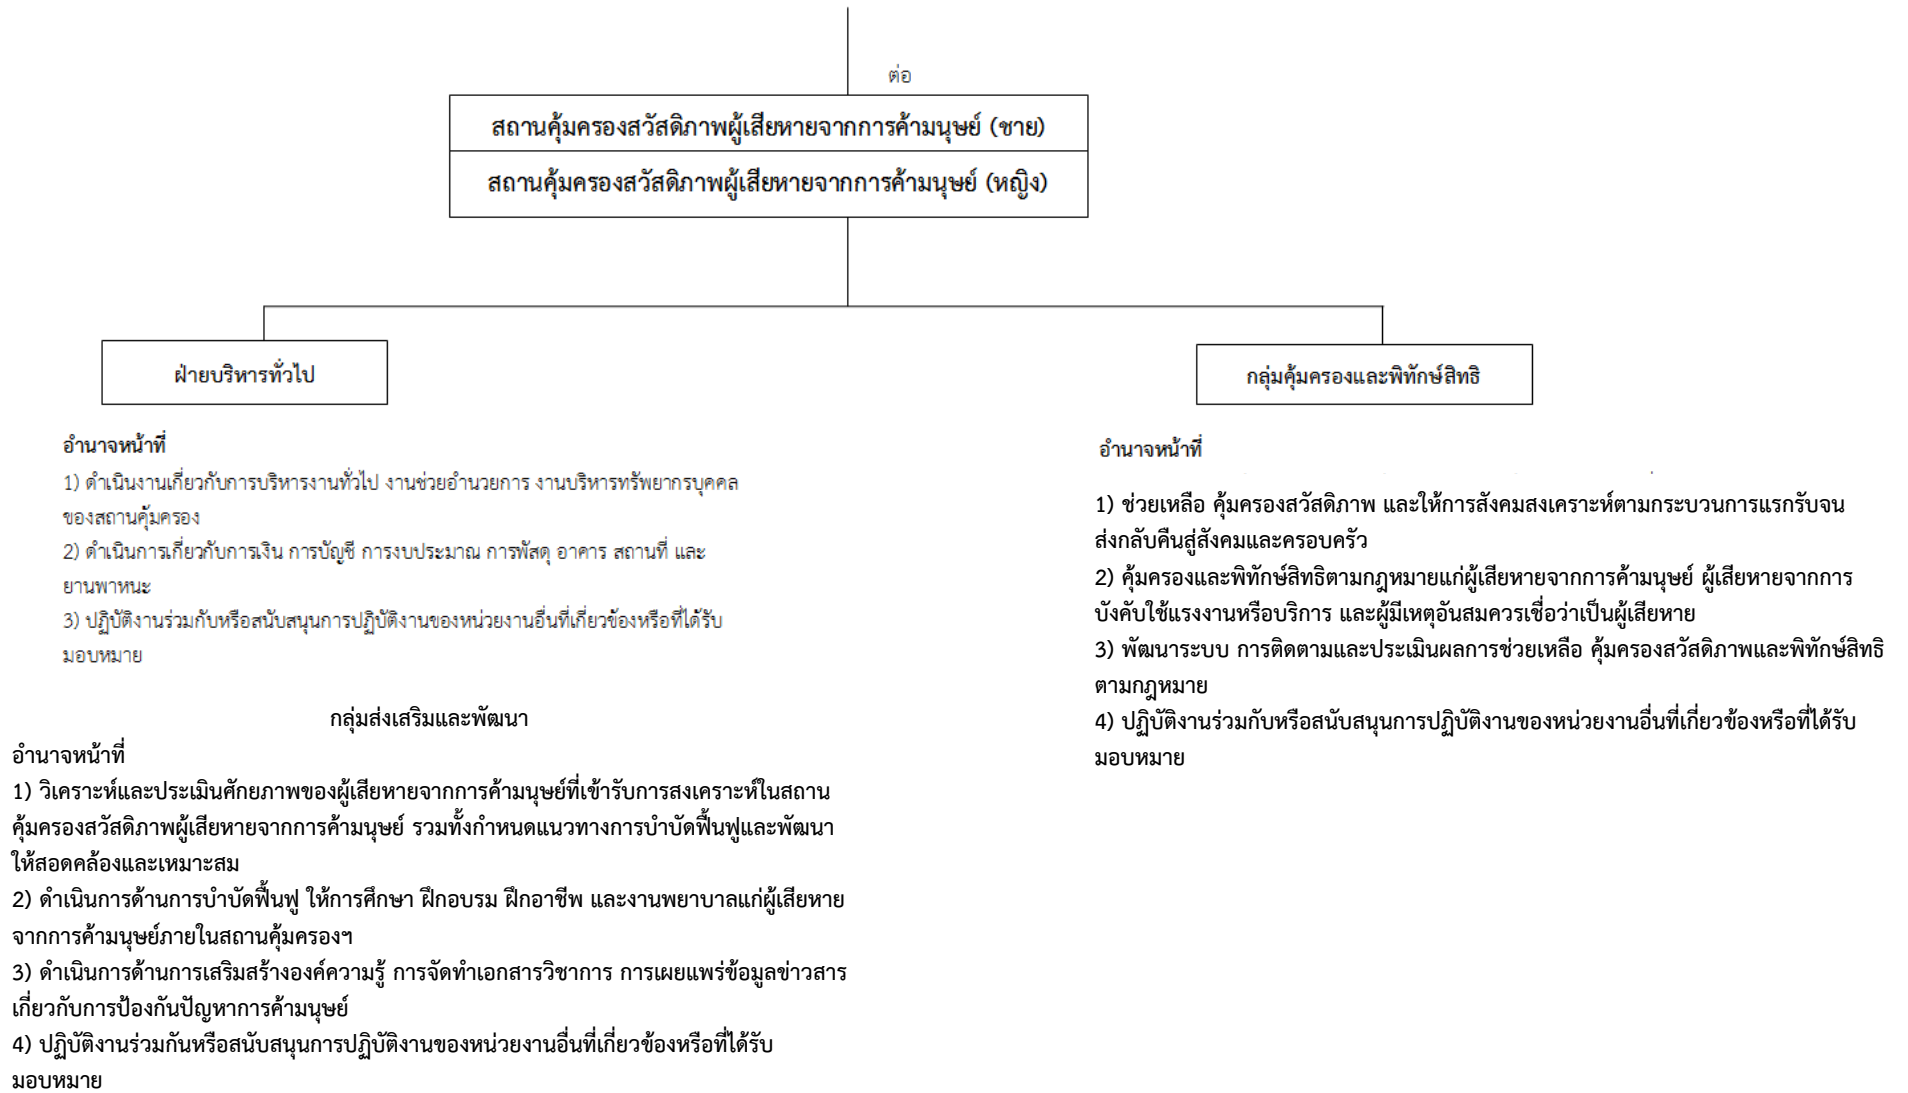 ต่อ
สถานคุ้มครองสวัสดิภาพผู้เสียหายจากการค้ามนุษย์ (ชาย)
สถานคุ้มครองสวัสดิภาพผู้เสียหายจากการค้ามนุษย์ (หญิง)
ฝ่ายบริหารทั่วไป
อำนาจหน้าที่
1) ดำเนินงานเกี่ยวกับการบริหารงานทั่วไป งานช่วยอำนวยการ งานบริหารทรัพยากรบุคคล
ของสถานคุ้มครอง
2) ดำเนินการเกี่ยวกับการเงิน การบัญชี การงบประมาณ การพัสดุ อาคาร สถานที่ และ
ยานพาหนะ
3) ปฏิบัติงานร่วมกับหรือสนับสนุนการปฏิบัติงานของหน่วยงานอื่นที่เกี่ยวข้องหรือที่ได้รับ
มอบหมาย
กลุ่มส่งเสริมและพัฒนา
อำนาจหน้าที่
1) วิเคราะห์และประเมินศักยภาพของผู้เสียหายจากการค้ามนุษย์ที่เข้ารับการสงเคราะห์ในสถาน
คุ้มครองสวัสดิภาพผู้เสียหายจากการค้ามนุษย์ รวมทั้งกำหนดแนวทางการบำบัดฟื้นฟูและพัฒนา
ให้สอดคล้องและเหมาะสม
2) ดำเนินการด้านการบำบัดฟื้นฟู ให้การศึกษา ฝึกอบรม ฝึกอาชีพ และงานพยาบาลแก่ผู้เสียหาย
จากการค้ามนุษย์ภายในสถานคุ้มครองฯ
3) ดำเนินการด้านการเสริมสร้างองค์ความรู้ การจัดทำเอกสารวิชาการ การเผยแพร่ข้อมูลข่าวสาร
เกี่ยวกับการป้องกันปัญหาการค้ามนุษย์
4) ปฏิบัติงานร่วมกันหรือสนับสนุนการปฏิบัติงานของหน่วยงานอื่นที่เกี่ยวข้องหรือที่ได้รับ
มอบหมาย
กลุ่มคุ้มครองและพิทักษ์สิทธิ
อำนาจหน้าที่
1) ช่วยเหลือ คุ้มครองสวัสดิภาพ และให้การสังคมสงเคราะห์ตามกระบวนการแรกรับจน
ส่งกลับคืนสู่สังคมและครอบครัว
2) คุ้มครองและพิทักษ์สิทธิตามกฎหมายแก่ผู้เสียหายจากการค้ามนุษย์ ผู้เสียหายจากการ
บังคับใช้แรงงานหรือบริการ และผู้มีเหตุอันสมควรเชื่อว่าเป็นผู้เสียหาย
3) พัฒนาระบบ การติดตามและประเมินผลการช่วยเหลือ คุ้มครองสวัสดิภาพและพิทักษ์สิทธิ
ตามกฎหมาย
4) ปฏิบัติงานร่วมกับหรือสนับสนุนการปฏิบัติงานของหน่วยงานอื่นที่เกี่ยวข้องหรือที่ได้รับ
มอบหมาย